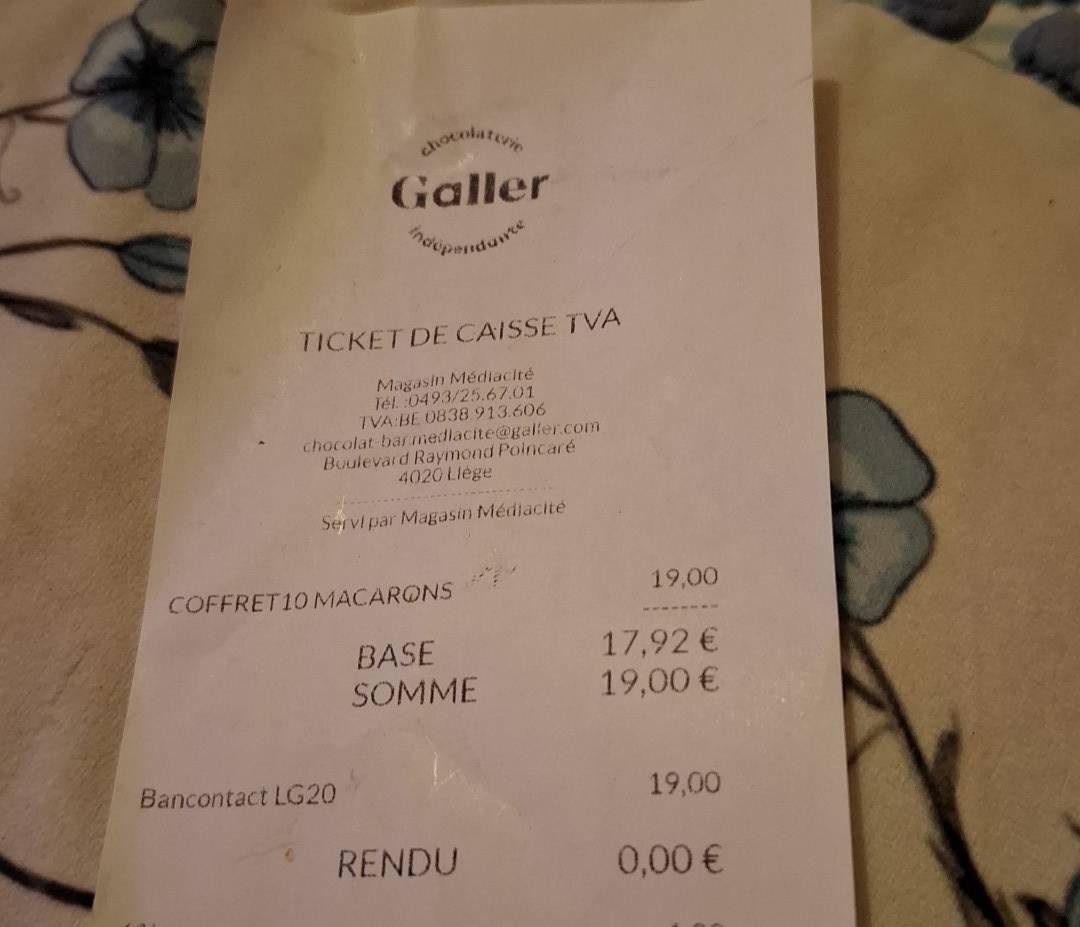 chocolaterie
Galler
indépendante
TICKET DE CAISSE TVA
Magasin Médiacité
Tél. :0493/25.67.01
TVA:BE 0838.913.606
chocolat-bar.mediacite@galler.com
Boulevard Raymond Poincaré
4020 Liège
Servi par Magasin Médiacité
COFFRET10 MACARONS 19,00
BASE 17,92 €
SOMME 19,00 €
Bancontact LG20 19,00
RENDU 0,00 €